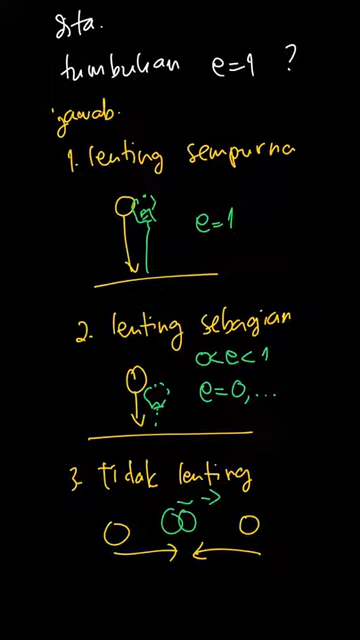 dita.
tumbukan e=1 ?
jawab.
1. lenting sempurna
e=1
2. lenting sebagian
0<e<1
e=0,...
3. Tidak lenting